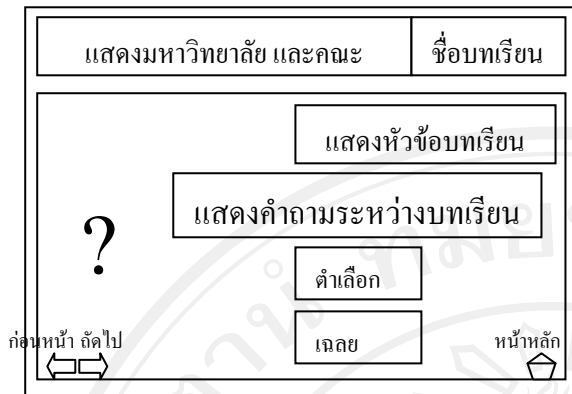 แสดงมหาวิทยาลัย และคณะ ชื่อบทเรียน
แสดงหัวข้อบทเรียน
แสดงคำถามระหว่างบทเรียน
?
ตำเลือก
เฉลย
ก่อนหน้า ถัดไป หน้าหลัก